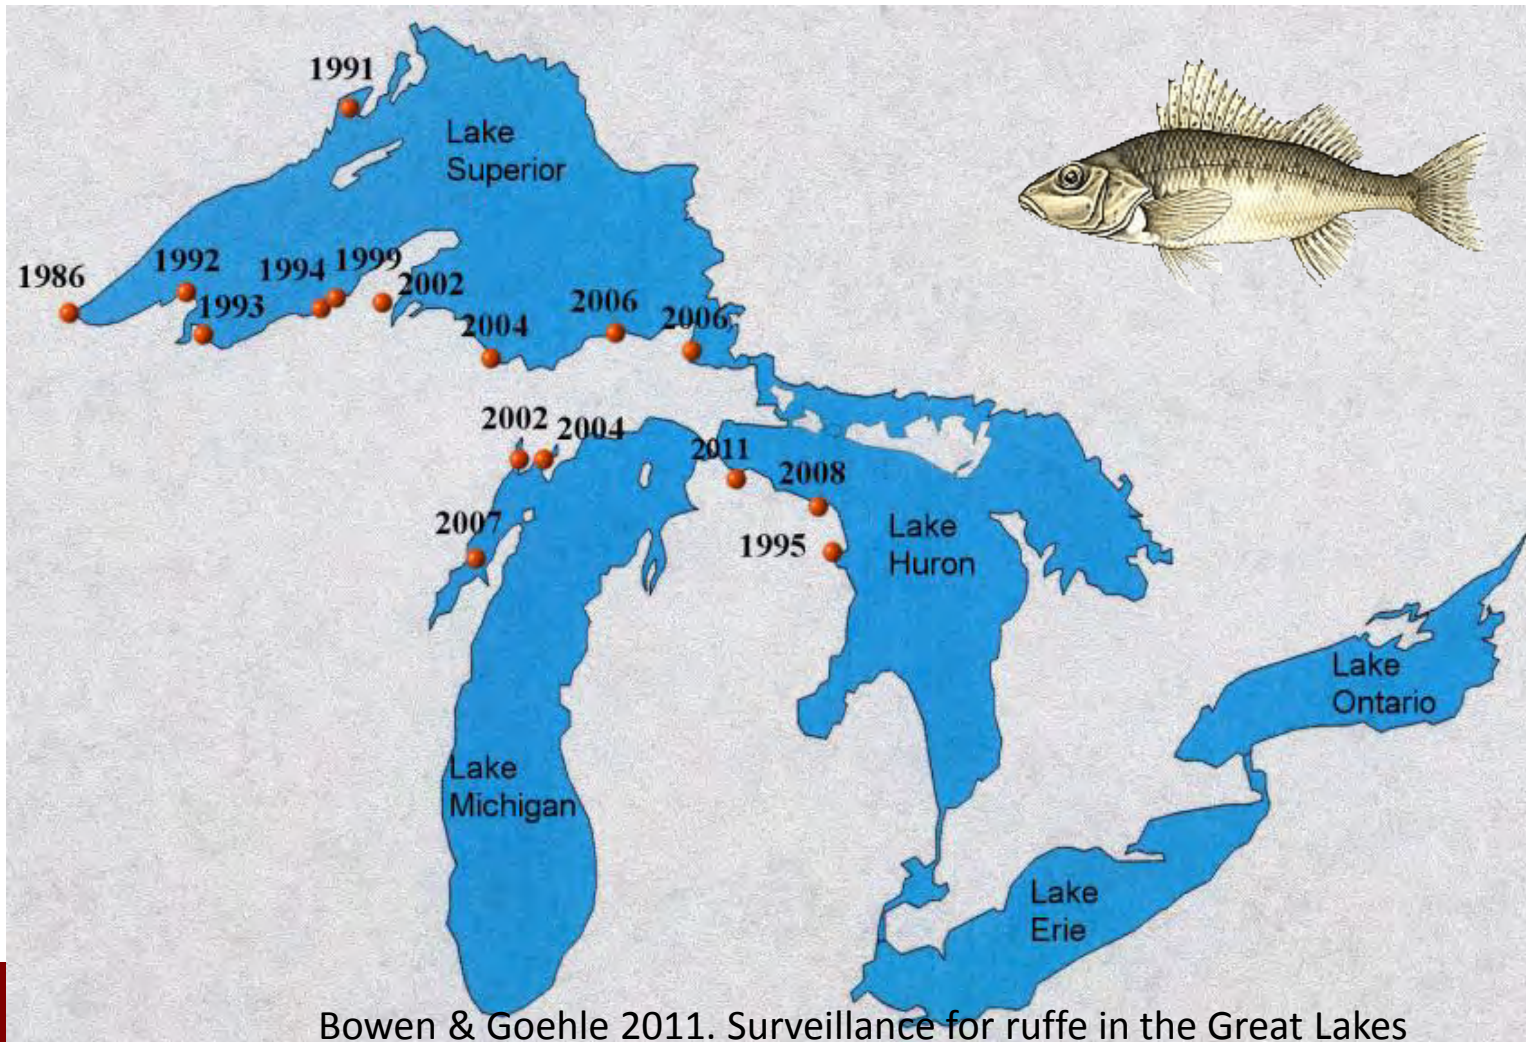 1991
Lake
Superior
1986
1992
1993
1994
1999
2002
2004
2006
2006
2002
2004
2007
2011
2008
1995
Lake
Huron
Lake
Michigan
Lake
Ontario
Lake
Erie
Bowen & Goehle 2011. Surveillance for ruffe in the Great Lakes